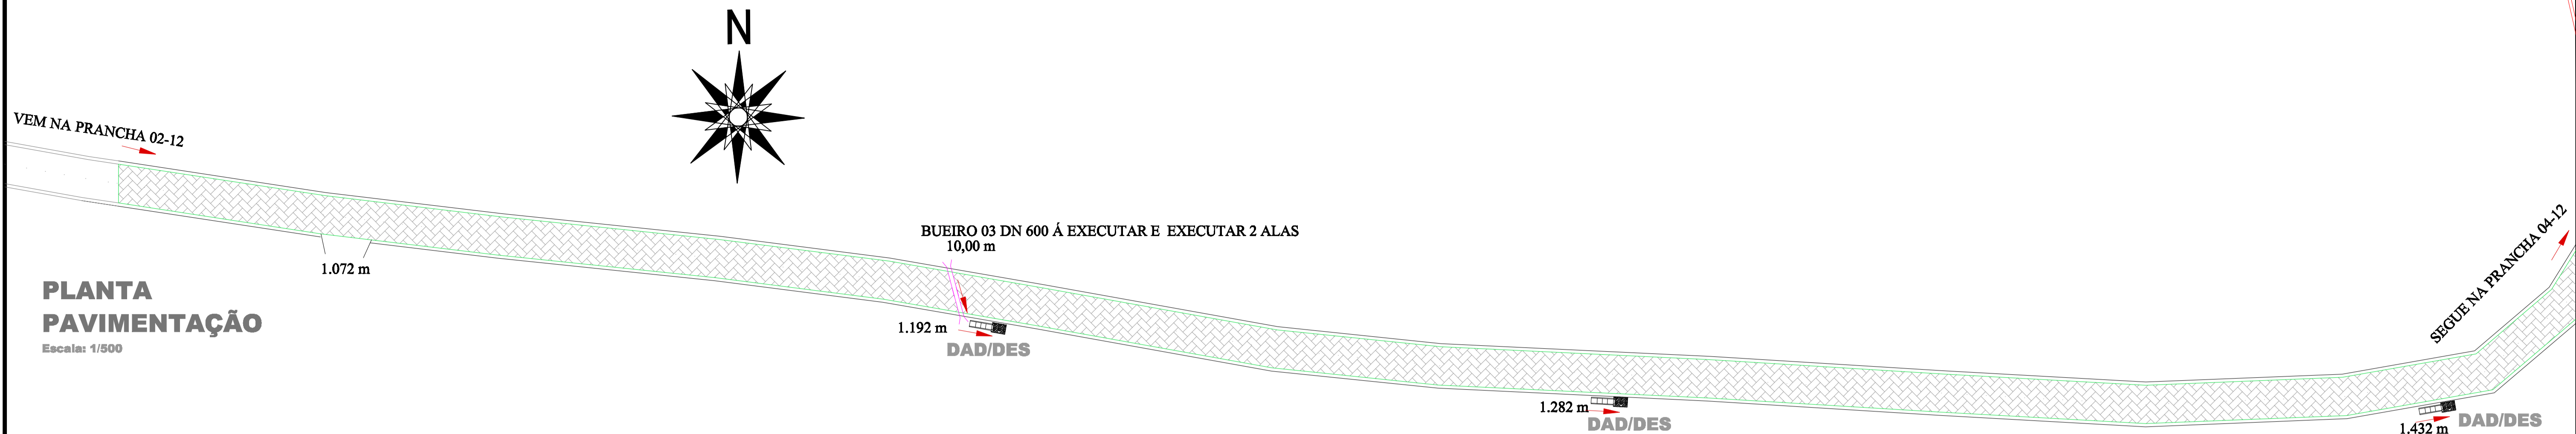 N
VEM NA PRANCHA 02-12
1.072 m
PLANTA
PAVIMENTAÇÃO
Escala: 1/500
BUEIRO 03 DN 600 Á EXECUTAR E EXECUTAR 2 ALAS
10,00 m
1.192 m
DAD/DES
1.282 m
DAD/DES
SEGUE NA PRANCHA 04-12
1.432 m
DAD/DES